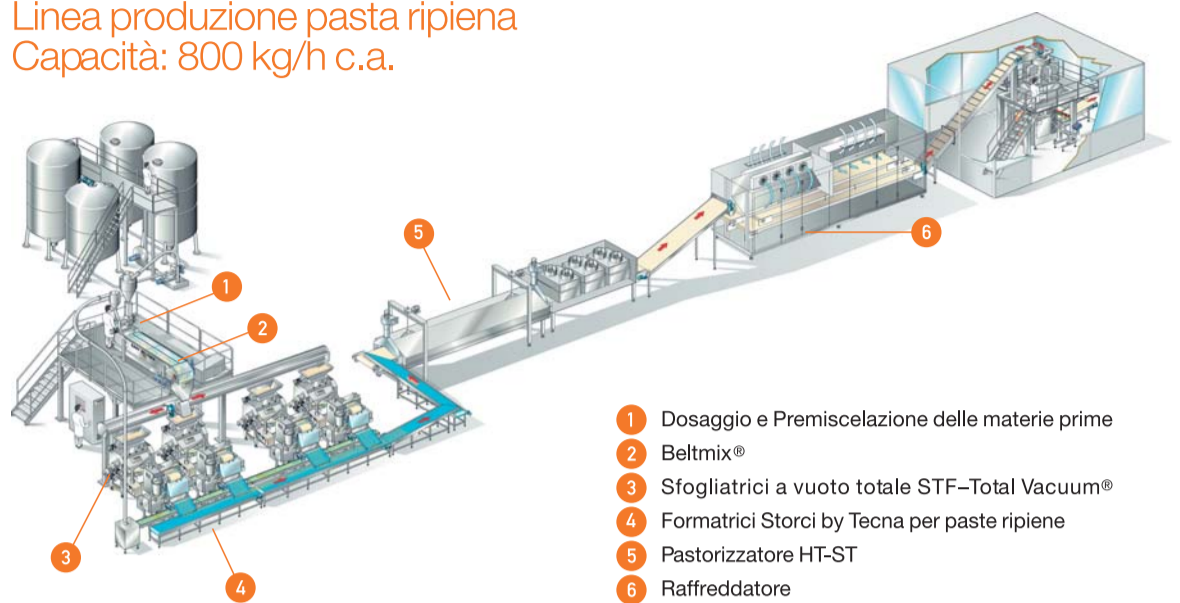 Linea produzione pasta ripiena
Capacità: 800 kg/h c.a.
5
6
1
2
3
4
1 Dosaggio e Premiscelazione delle materie prime
2 Beltmix®
3 Sfogliatrici a vuoto totale STF–Total Vacuum®
4 Formatrici Storci by Tecna per paste ripiene
5 Pastorizzatore HT-ST
6 Raffreddatore